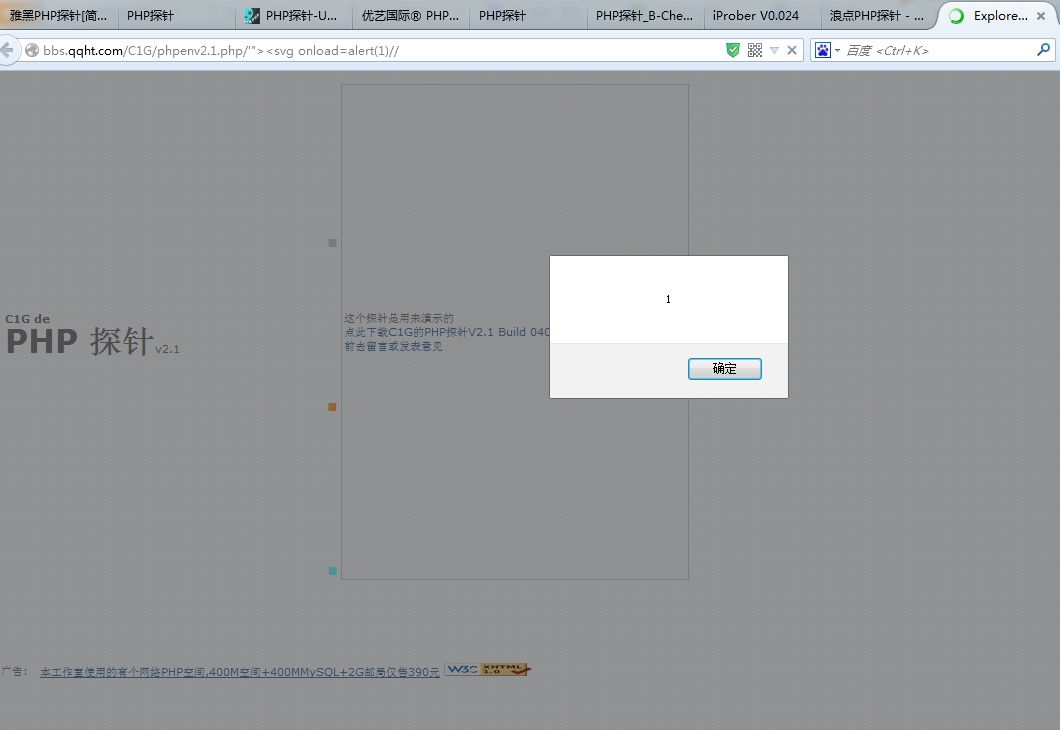 雅黑PHP探针[简...
PHP探针
PHP探针-U...
优艺国际® PHP...
PHP探针
PHP探针_B-Che...
iProber V0.024
浪点PHP探针 - ...
Explore...
bbs.qqht.com/C1G/phpenv2.1.php/'"><svg onload=alert(1)//
百度 <Ctrl+K>
1
确定
C1G de
PHP 探针 v2.1
这个探针是用来演示的
点此下载C1G的PHP探针V2.1 Build 040
前去留言或发表意见
广告: 本工作室使用的有个网络PHP空间,400M空间+400MMySQL+2G邮局仅售390元 W3C XHTML 1.0